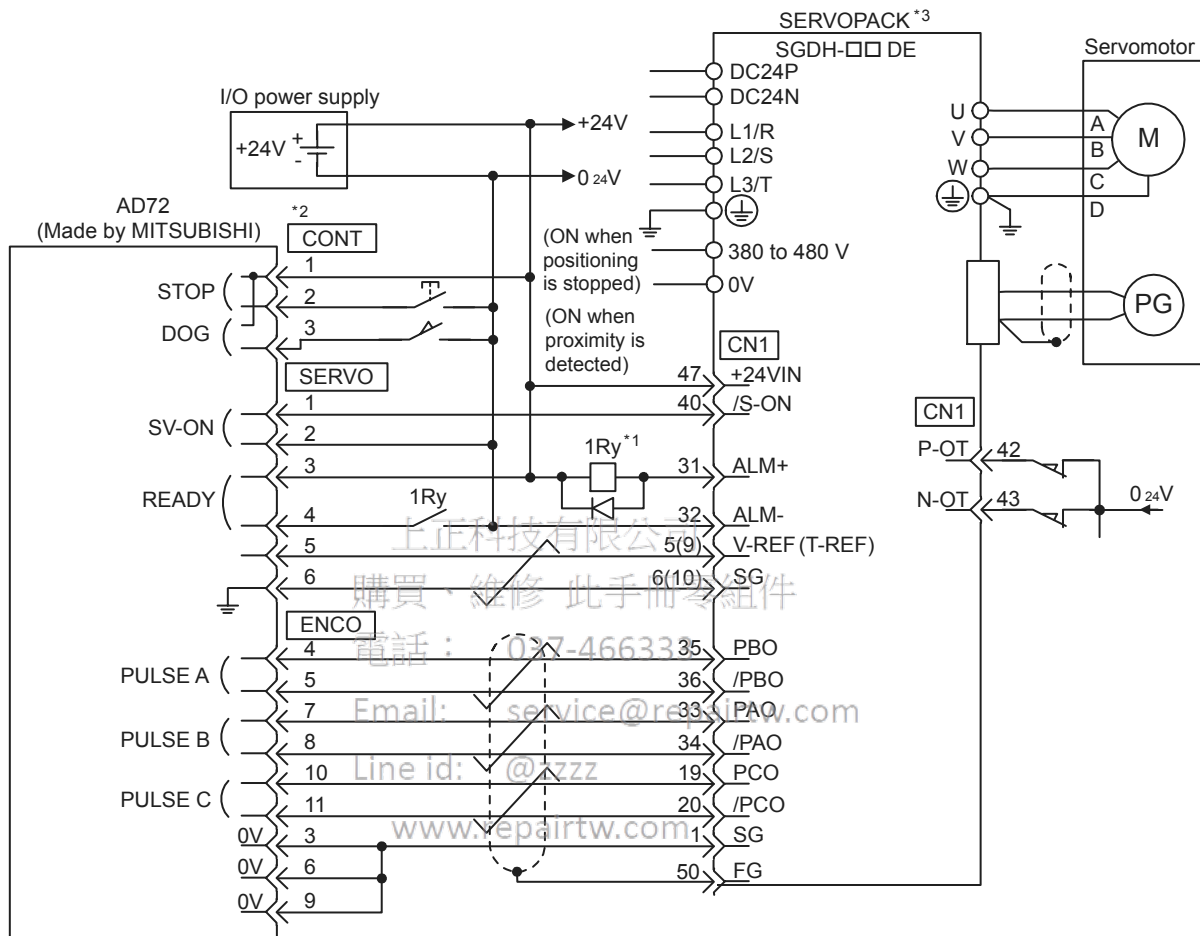 SERVOPACK *3
SGDH-□□ DE
Servomotor
I/O power supply
+24V
+
-
+24V
0 24V
AD72
(Made by MITSUBISHI)
*2
CONT
1
STOP
2
DOG
3
(ON when
positioning
is stopped)
(ON when
proximity is
detected)
SERVO
1
SV-ON
2
3
READY
4
1Ry
1Ry *1
5
6
ENCO
4
PULSE A
5
7
PULSE B
8
10
PULSE C
11
0V
3
0V
6
0V
9
DC24P
DC24N
L1/R
L2/S
L3/T
380 to 480 V
0V
CN1
47 +24VIN
40 /S-ON
31 ALM+
32 ALM-
5(9) V-REF (T-REF)
6(10) SG
35 PBO
36 /PBO
33 PAO
34 /PAO
19 PCO
20 /PCO
1 SG
50 FG
U
V
W
A
B
C
D
M
PG
CN1
P-OT 42
N-OT 43
0 24V
上正科技有限公司
購買、維修 此手冊零組件
電話： 037-466333
Email: service@repairtw.com
Line id: @zzzz
www.repairtw.com